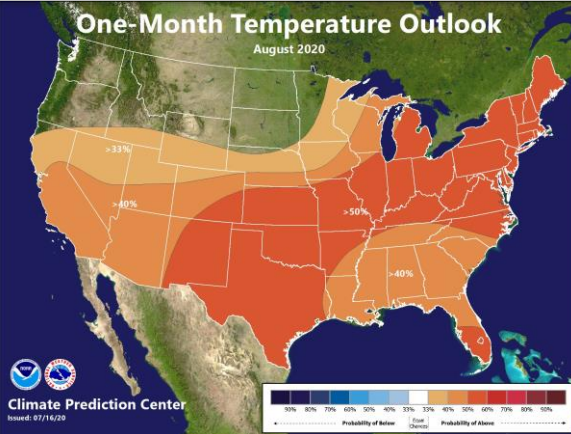 One-Month Temperature Outlook
August 2020
>33%
>40%
>50%
>40%
noaa
Climate Prediction Center
Issued: 07/16/20
90% 80% 70% 60% 50% 40% 33% 33% 40% 50% 60% 70% 80% 90%
Probability of Below Equal Chances Probability of Above